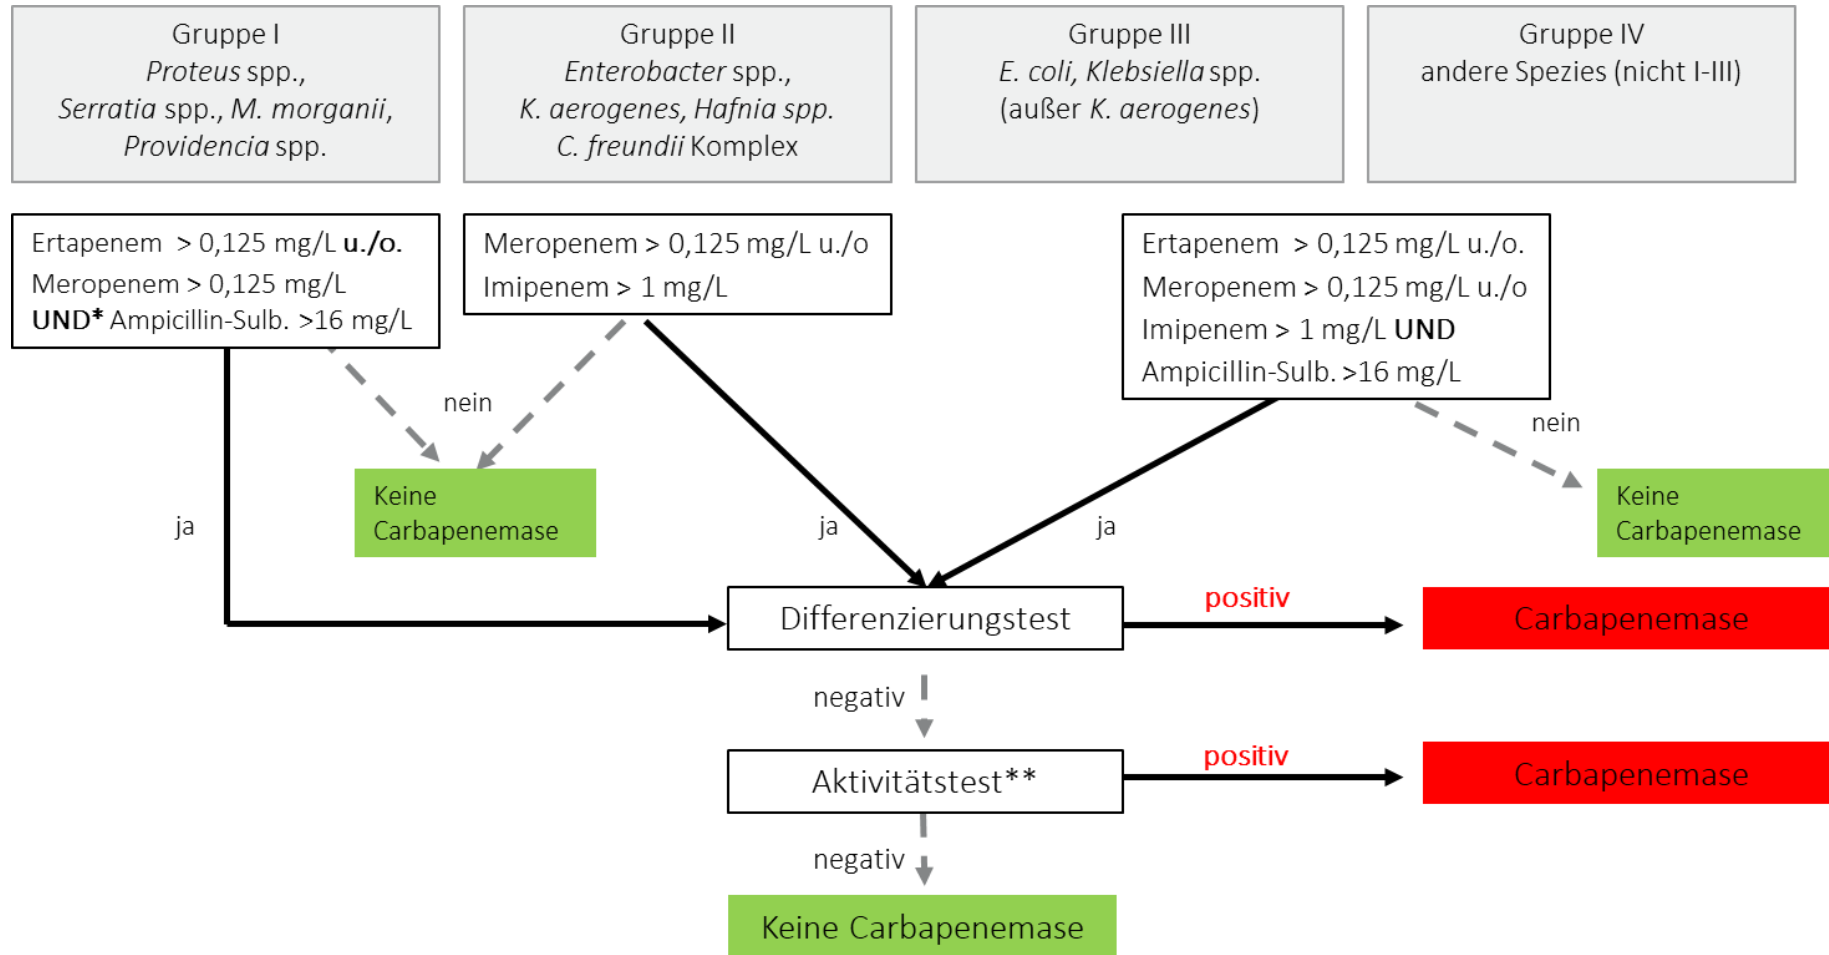 Gruppe I
Proteus spp.,
Serratia spp., M. morganii,
Providencia spp.
Gruppe II
Enterobacter spp.,
K. aerogenes, Hafnia spp.
C. freundii Komplex
Gruppe III
E. coli, Klebsiella spp.
(außer K. aerogenes)
Gruppe IV
andere Spezies (nicht I-III)
Ertapenem > 0,125 mg/L u./o.
Meropenem > 0,125 mg/L
UND* Ampicillin-Sulb. >16 mg/L
Meropenem > 0,125 mg/L u./o
Imipenem > 1 mg/L
Ertapenem > 0,125 mg/L u./o.
Meropenem > 0,125 mg/L u./o
Imipenem > 1 mg/L UND
Ampicillin-Sulb. >16 mg/L
nein
nein
Keine
Carbapenemase
Keine
Carbapenemase
ja
ja
ja
Differenzierungstest
positiv
Carbapenemase
negativ
Aktivitätstest**
positiv
Carbapenemase
negativ
Keine Carbapenemase